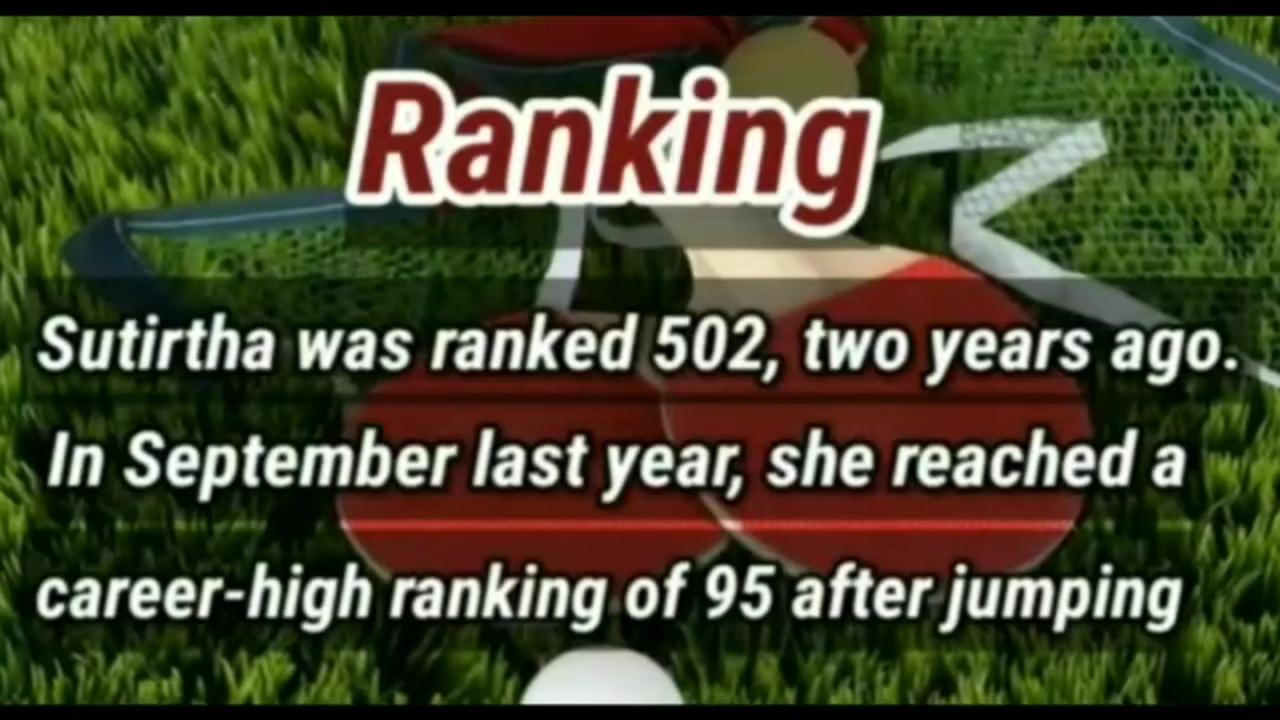 Ranking
Sutirtha was ranked 502, two years ago.
In September last year, she reached a
career-high ranking of 95 after jumping